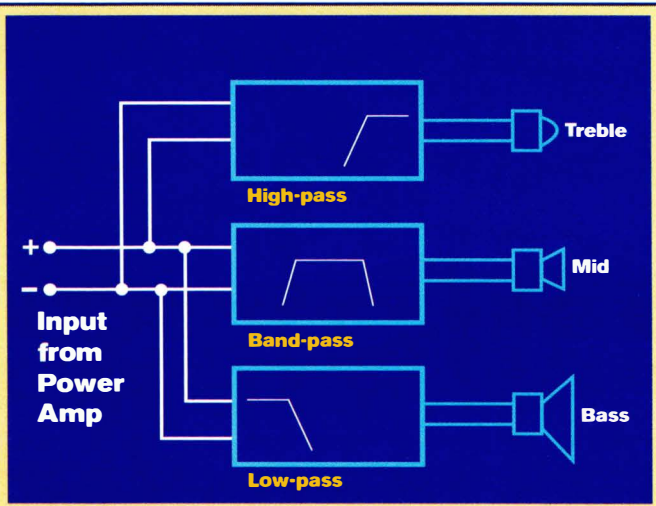 Treble
High-pass
+
Mid
–
Input
from
Power
Amp
Band-pass
Bass
Low-pass